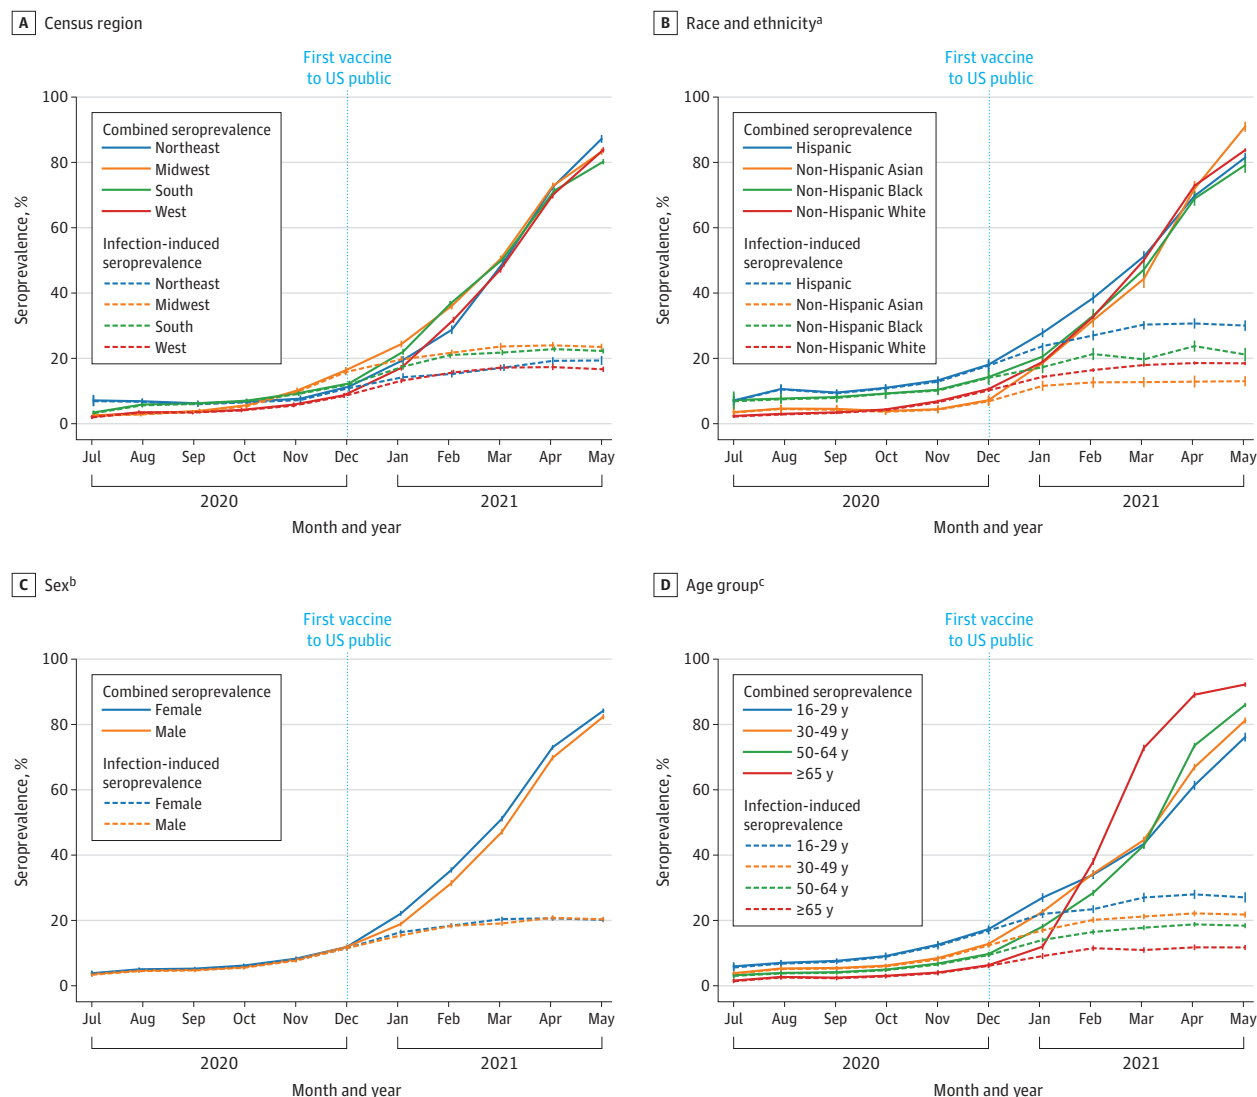 A Census region
First vaccine
to US public
100
80
60
40
20
0
Seroprevalence, %
Combined seroprevalence
Northeast
Midwest
South
West
Infection-induced
seroprevalence
Northeast
Midwest
South
West
Jul Aug Sep Oct Nov Dec Jan Feb Mar Apr May
2020 2021
Month and year
B Race and ethnicityᵃ
First vaccine
to US public
100
80
60
40
20
0
Seroprevalence, %
Combined seroprevalence
Hispanic
Non-Hispanic Asian
Non-Hispanic Black
Non-Hispanic White
Infection-induced
seroprevalence
Hispanic
Non-Hispanic Asian
Non-Hispanic Black
Non-Hispanic White
Jul Aug Sep Oct Nov Dec Jan Feb Mar Apr May
2020 2021
Month and year
C Sexᵇ
First vaccine
to US public
100
80
60
40
20
0
Seroprevalence, %
Combined seroprevalence
Female
Male
Infection-induced
seroprevalence
Female
Male
Jul Aug Sep Oct Nov Dec Jan Feb Mar Apr May
2020 2021
Month and year
D Age groupᶜ
First vaccine
to US public
100
80
60
40
20
0
Seroprevalence, %
Combined seroprevalence
16-29 y
30-49 y
50-64 y
≥65 y
Infection-induced
seroprevalence
16-29 y
30-49 y
50-64 y
≥65 y
Jul Aug Sep Oct Nov Dec Jan Feb Mar Apr May
2020 2021
Month and year